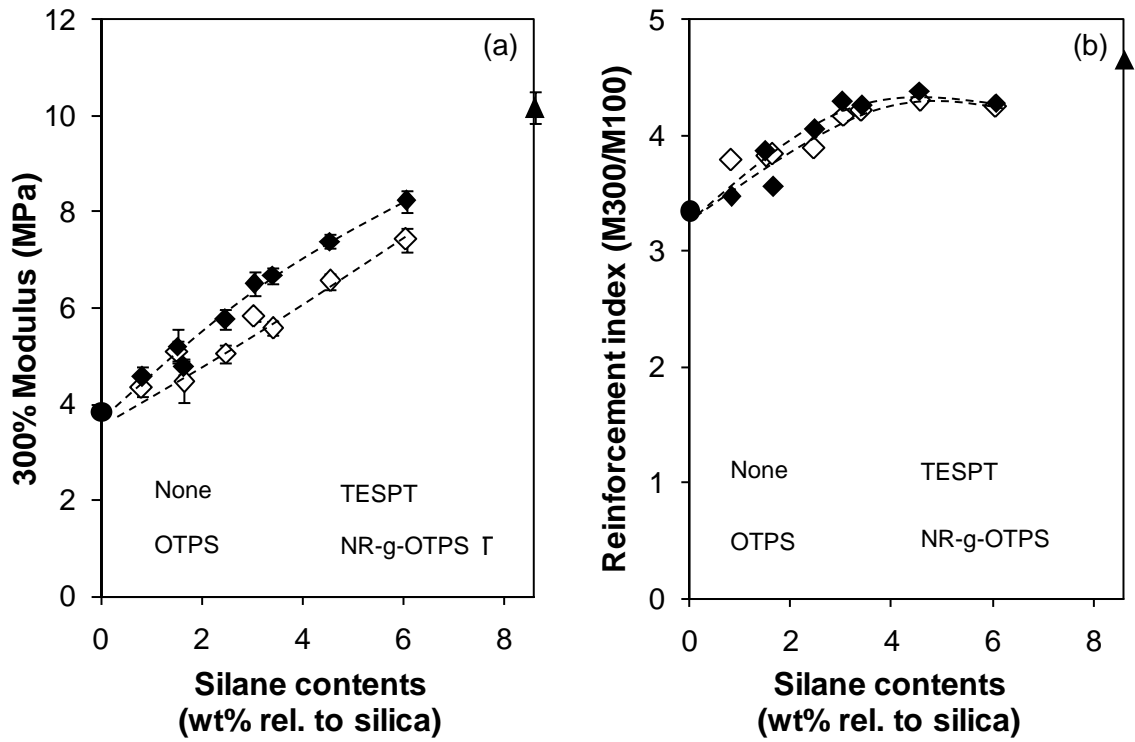 (a)
300% Modulus (MPa)
12
10
8
6
4
2
0
None TESPT
OTPS NR-g-OTPS T
0 2 4 6 8
Silane contents
(wt% rel. to silica)
(b)
Reinforcement index (M300/M100)
5
4
3
2
1
0
None TESPT
OTPS NR-g-OTPS
0 2 4 6 8
Silane contents
(wt% rel. to silica)